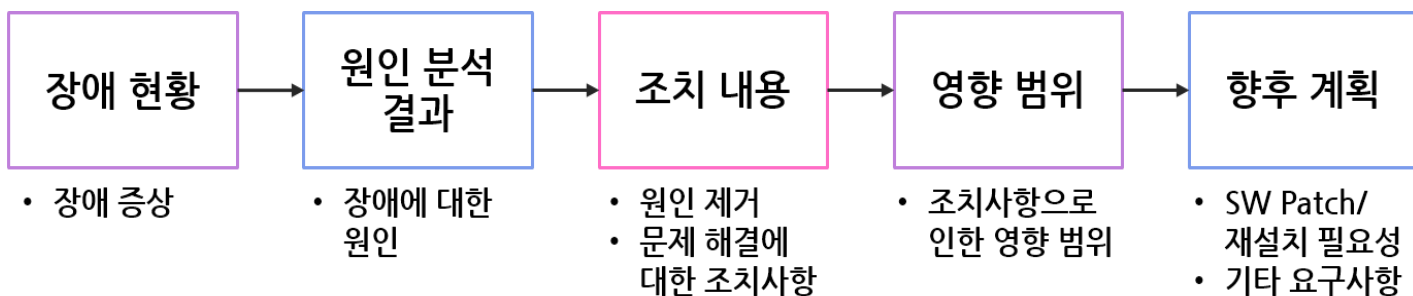 장애 현황
원인 분석
결과
조치 내용
영향 범위
향후 계획
• 장애 증상
• 장애에 대한
원인
• 원인 제거
• 문제 해결에
대한 조치사항
• 조치사항으로
인한 영향 범위
• SW Patch/
재설치 필요성
• 기타 요구사항